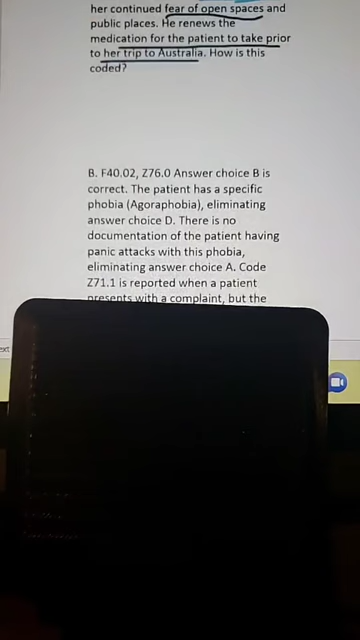 her continued fear of open spaces and
public places. He renews the
medication for the patient to take prior
to her trip to Australia. How is this
coded?
B. F40.02, Z76.0 Answer choice B is
correct. The patient has a specific
phobia (Agoraphobia), eliminating
answer choice D. There is no
documentation of the patient having
panic attacks with this phobia,
eliminating answer choice A. Code
Z71.1 is reported when a patient
presents with a complaint, but the
ext